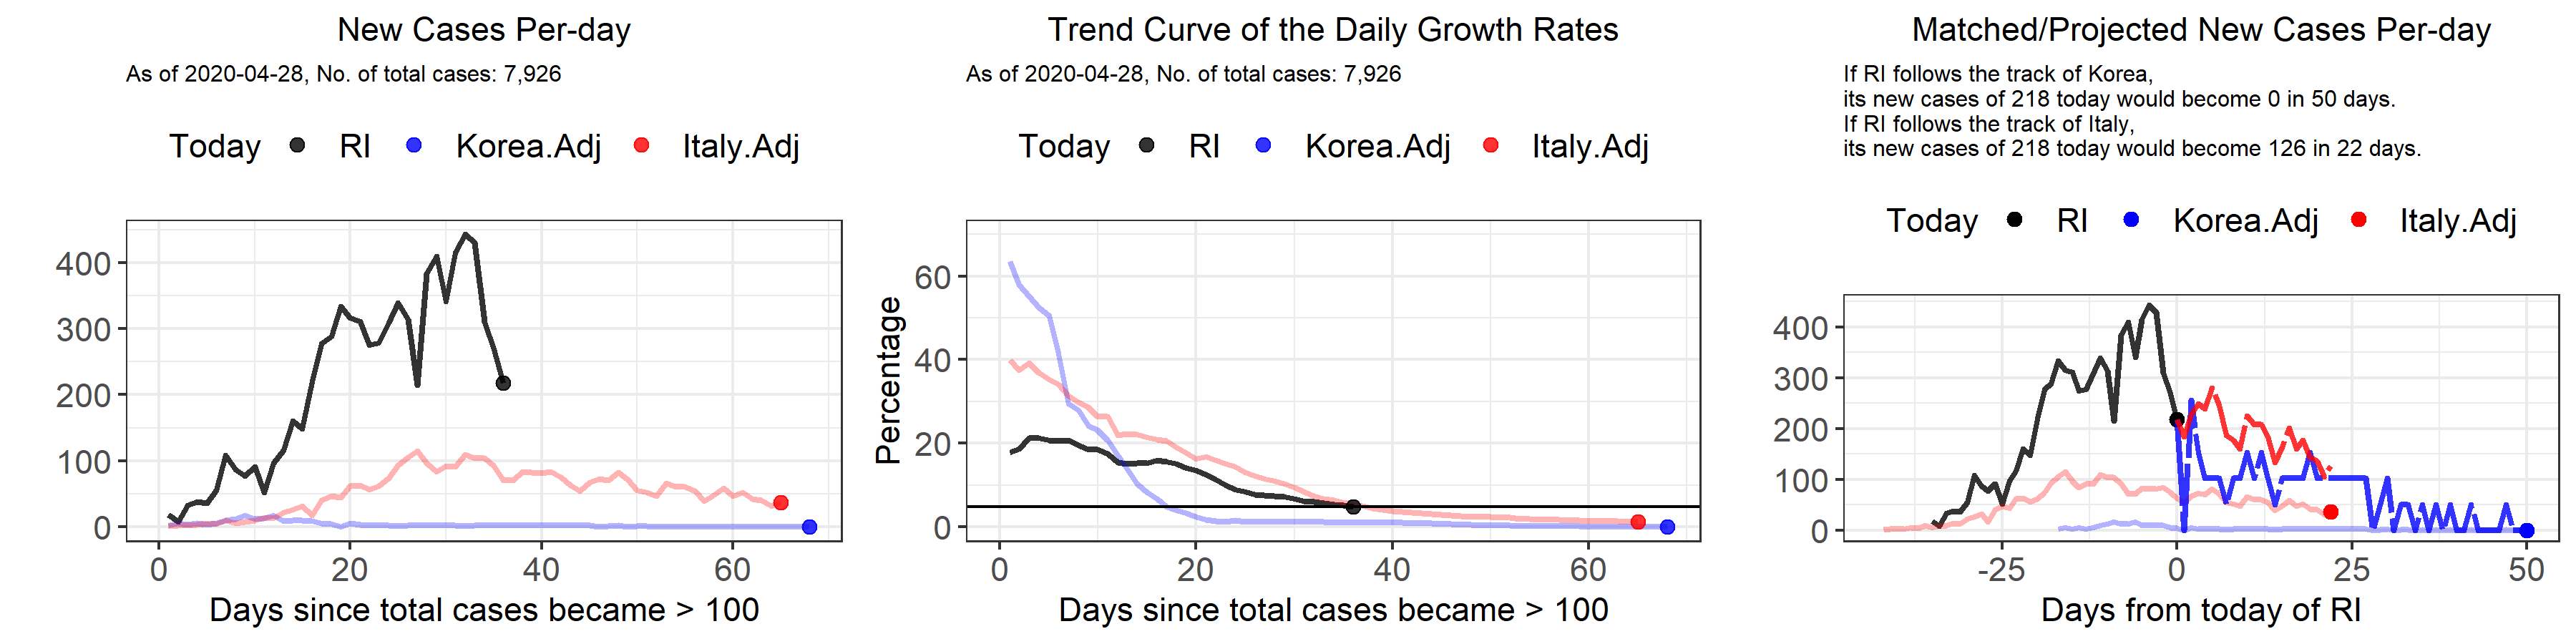 New Cases Per-day
As of 2020-04-28, No. of total cases: 7,926
Today RI Korea.Adj Italy.Adj
400
300
200
100
0
0 20 40 60
Days since total cases became > 100
Trend Curve of the Daily Growth Rates
As of 2020-04-28, No. of total cases: 7,926
Today RI Korea.Adj Italy.Adj
Percentage
60
40
20
0
0 20 40 60
Days since total cases became > 100
Matched/Projected New Cases Per-day
If RI follows the track of Korea,
its new cases of 218 today would become 0 in 50 days.
If RI follows the track of Italy,
its new cases of 218 today would become 126 in 22 days.
Today RI Korea.Adj Italy.Adj
400
300
200
100
0
-25 0 25 50
Days from today of RI